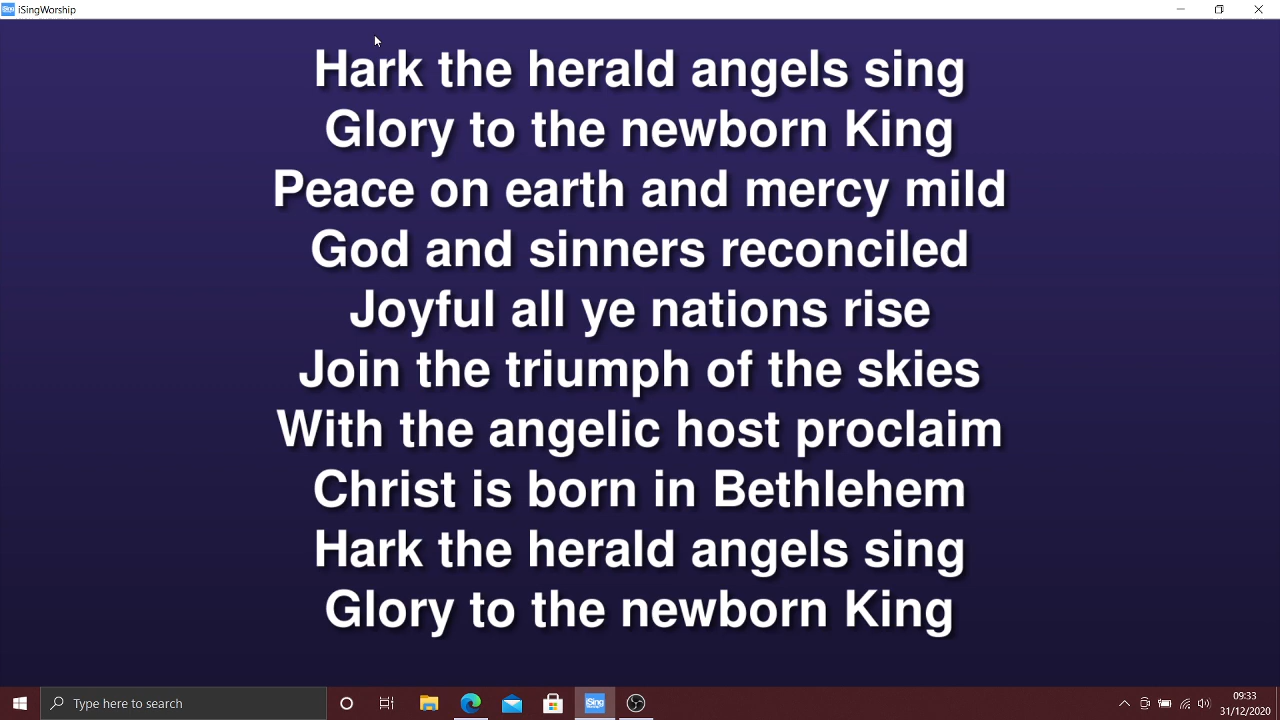 iSingWorship
Hark the herald angels sing
Glory to the newborn King
Peace on earth and mercy mild
God and sinners reconciled
Joyful all ye nations rise
Join the triumph of the skies
With the angelic host proclaim
Christ is born in Bethlehem
Hark the herald angels sing
Glory to the newborn King
Type here to search
iSing
09:33
31/12/2020